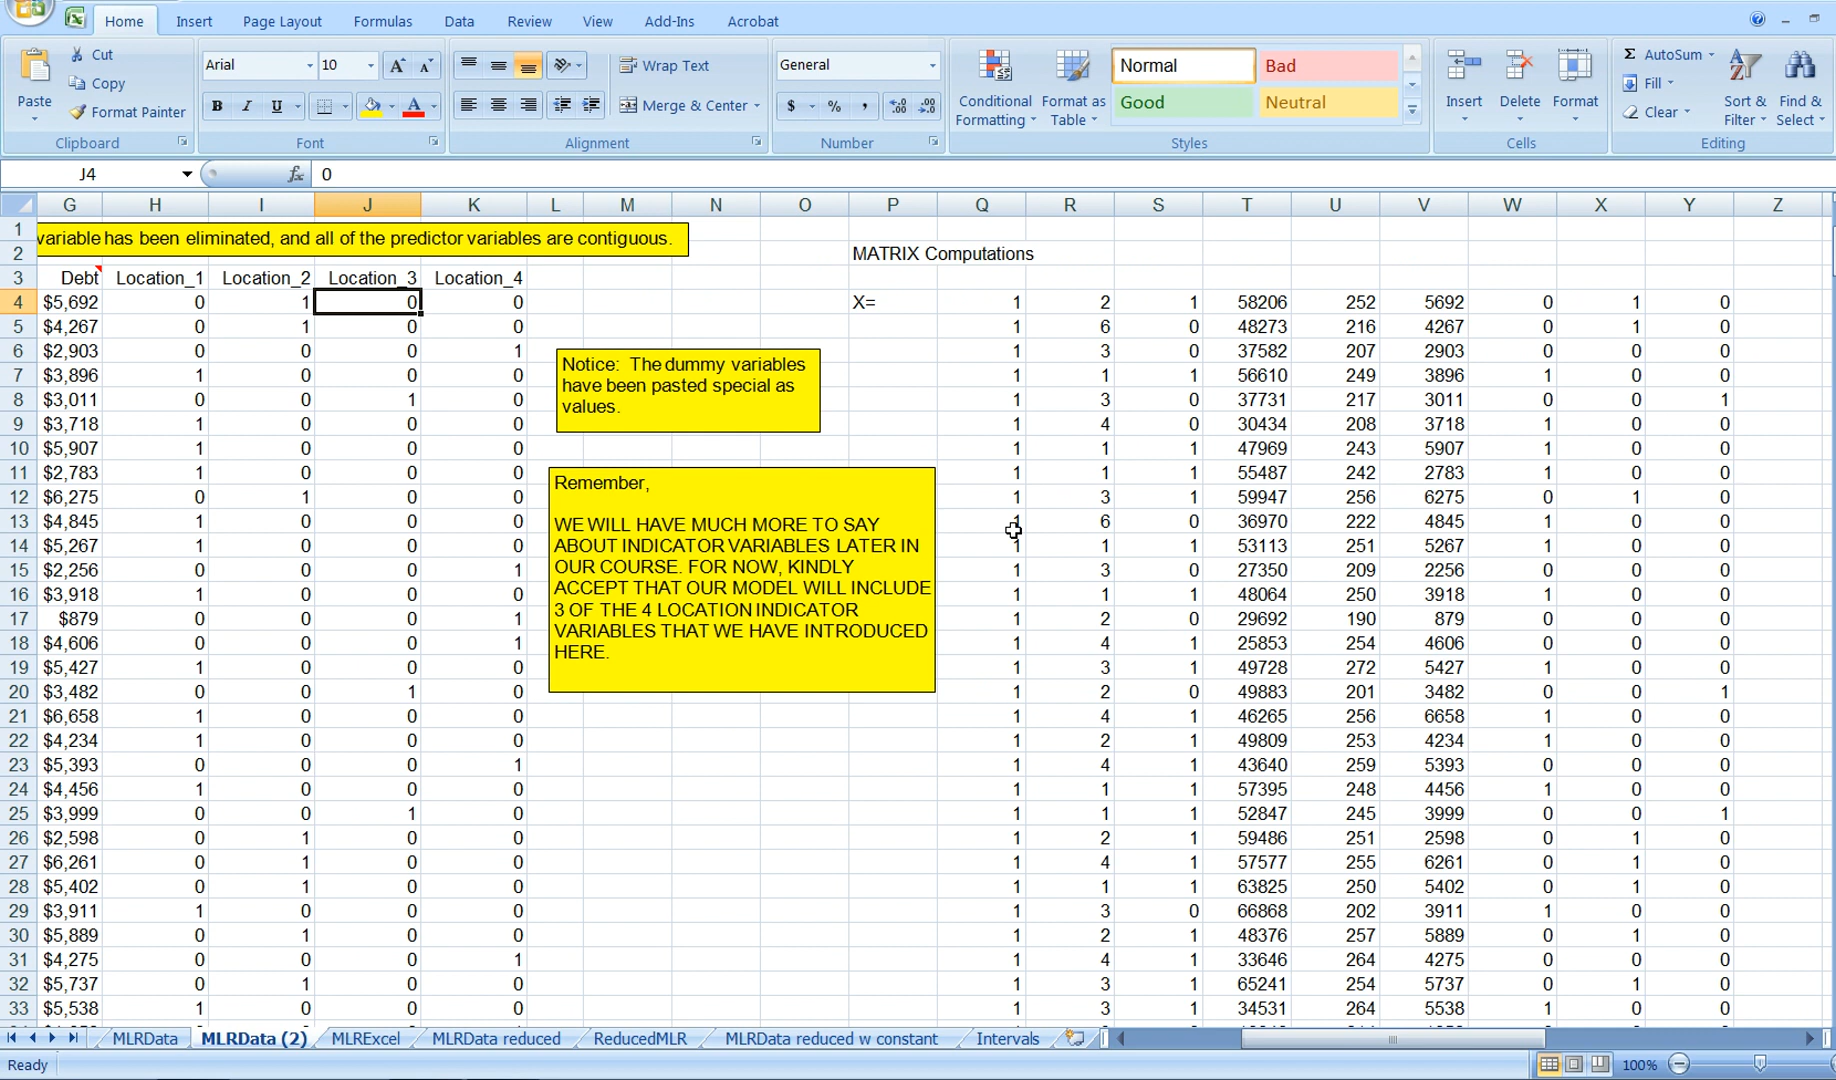 Home Insert Page Layout Formulas Data Review View Add-Ins Acrobat
Paste Cut Copy Format Painter
Arial 10
B I U
Wrap Text
Merge & Center
General
$ % ,
Conditional Formatting
Format as Table
Normal Bad
Good Neutral
Insert Delete Format
Σ AutoSum
Fill
Clear
Sort & Filter
Find & Select
Clipboard Font Alignment Number Styles Cells Editing
J4 fx 0
G H I J K L M N O P Q R S T U V W X Y Z
1 variable has been eliminated, and all of the predictor variables are contiguous.
2 MATRIX Computations
3 Debt Location_1 Location_2 Location_3 Location_4
4 $5,692 0 1 0 0 X= 1 2 1 58206 252 5692 0 1 0
5 $4,267 0 1 0 0 1 6 0 48273 216 4267 0 1 0
6 $2,903 0 0 0 1 1 3 0 37582 207 2903 0 0 0
7 $3,896 1 0 0 0 1 1 1 56610 249 3896 1 0 0
8 $3,011 0 0 1 0 1 3 0 37731 217 3011 0 0 1
9 $3,718 1 0 0 0 1 4 0 30434 208 3718 1 0 0
10 $5,907 1 0 0 0 1 1 1 47969 243 5907 1 0 0
11 $2,783 1 0 0 0 1 1 1 55487 242 2783 1 0 0
12 $6,275 0 1 0 0 1 3 1 59947 256 6275 0 1 0
13 $4,845 1 0 0 0 1 6 0 36970 222 4845 1 0 0
14 $5,267 1 0 0 0 1 1 1 53113 251 5267 1 0 0
15 $2,256 0 0 0 1 1 3 0 27350 209 2256 0 0 0
16 $3,918 1 0 0 0 1 1 1 48064 250 3918 1 0 0
17 $879 0 0 0 1 1 2 0 29692 190 879 0 0 0
18 $4,606 0 0 0 1 1 4 1 25853 254 4606 0 0 0
19 $5,427 1 0 0 0 1 3 1 49728 272 5427 1 0 0
20 $3,482 0 0 1 0 1 2 0 49883 201 3482 0 0 1
21 $6,658 1 0 0 0 1 4 1 46265 256 6658 1 0 0
22 $4,234 1 0 0 0 1 2 1 49809 253 4234 1 0 0
23 $5,393 0 0 0 1 1 4 1 43640 259 5393 0 0 0
24 $4,456 1 0 0 0 1 1 1 57395 248 4456 1 0 0
25 $3,999 0 0 1 0 1 1 1 52847 245 3999 0 0 1
26 $2,598 0 1 0 0 1 2 1 59486 251 2598 0 1 0
27 $6,261 0 1 0 0 1 4 1 57577 255 6261 0 1 0
28 $5,402 0 1 0 0 1 1 1 63825 250 5402 0 1 0
29 $3,911 1 0 0 0 1 3 0 66868 202 3911 1 0 0
30 $5,889 0 1 0 0 1 2 1 48376 257 5889 0 1 0
31 $4,275 0 0 0 1 1 4 1 33646 264 4275 0 0 0
32 $5,737 0 1 0 0 1 3 1 65241 254 5737 0 1 0
33 $5,538 1 0 0 0 1 3 1 34531 264 5538 1 0 0
Notice: The dummy variables
have been pasted special as
values.
Remember,
WE WILL HAVE MUCH MORE TO SAY
ABOUT INDICATOR VARIABLES LATER IN
OUR COURSE. FOR NOW, KINDLY
ACCEPT THAT OUR MODEL WILL INCLUDE
3 OF THE 4 LOCATION INDICATOR
VARIABLES THAT WE HAVE INTRODUCED
HERE.
MLRData MLRData (2) MLRExcel MLRData reduced ReducedMLR MLRData reduced w constant Intervals
Ready 100%